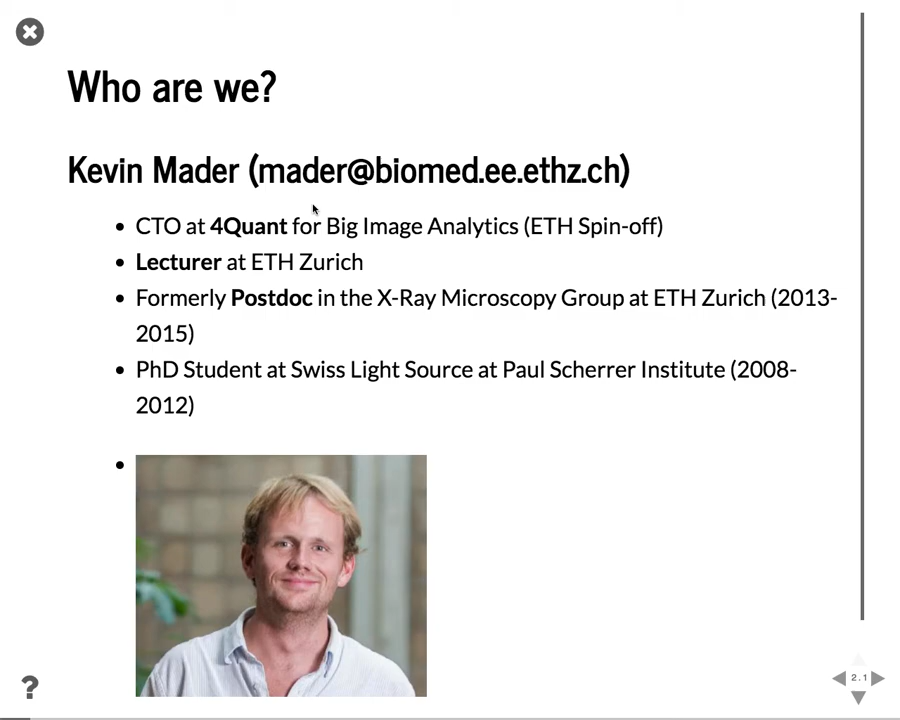 Who are we?
Kevin Mader (mader@biomed.ee.ethz.ch)
• CTO at 4Quant for Big Image Analytics (ETH Spin-off)
• Lecturer at ETH Zurich
• Formerly Postdoc in the X-Ray Microscopy Group at ETH Zurich (2013-
2015)
• PhD Student at Swiss Light Source at Paul Scherrer Institute (2008-
2012)
•
?
2.1